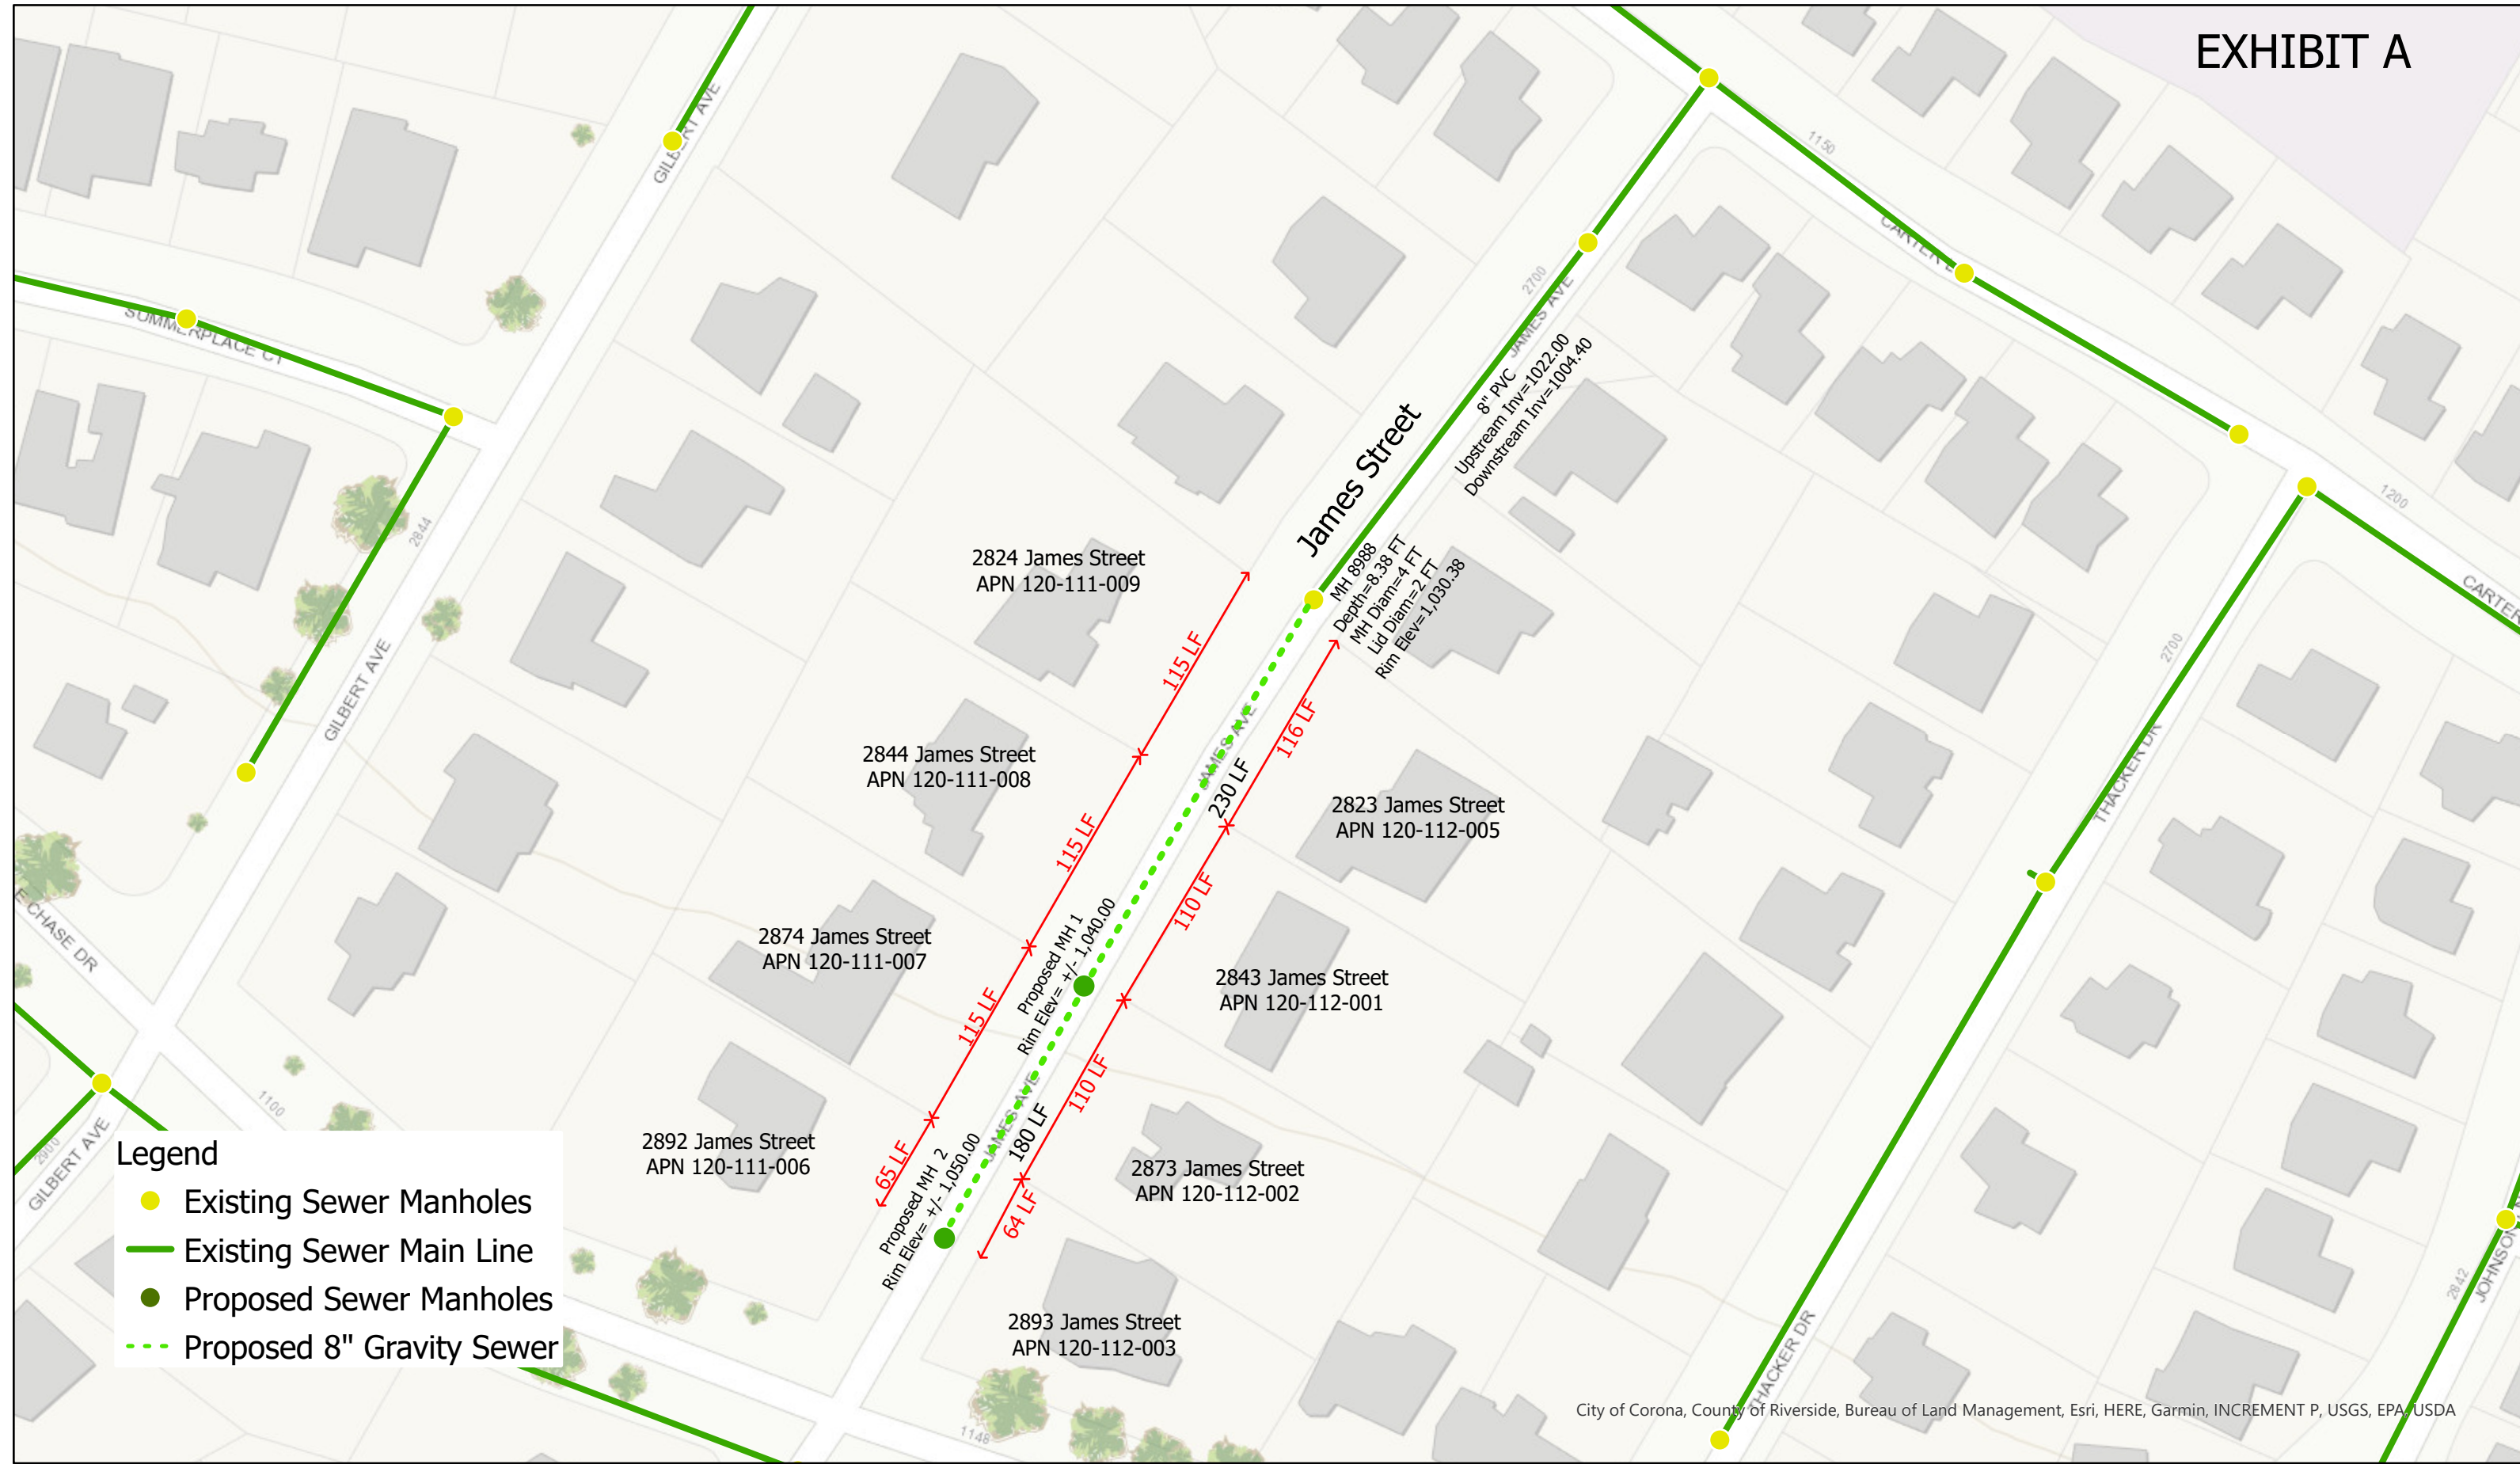 EXHIBIT A
GILBERT AVE
1150
CARTER
2700
JAMES AVE
SUMMERPLACE CT
8" PVC
Upstream Inv=1022.00
Downstream Inv=1004.40
James Street
2844
1200
CARTER
MH 8988
Depth=8.38 FT
MH Diam=4 FT
Lid Diam=2 FT
Rim Elev=1,030.38
2824 James Street
APN 120-111-009
115 LF
116 LF
GILBERT AVE
2700
JAMES AVE
230 LF
2844 James Street
APN 120-111-008
115 LF
2823 James Street
APN 120-112-005
THACKER DR
110 LF
E CHASE DR
2874 James Street
APN 120-111-007
Proposed MH 1
Rim Elev= +/- 1,040.00
115 LF
2843 James Street
APN 120-112-001
110 LF
1100
JAMES AVE
180 LF
2900
GILBERT AVE
2892 James Street
APN 120-111-006
65 LF
Proposed MH 2
Rim Elev= +/- 1,050.00
64 LF
2873 James Street
APN 120-112-002
2842
JOHNSON
2893 James Street
APN 120-112-003
THACKER DR
1148
Legend
Existing Sewer Manholes
Existing Sewer Main Line
Proposed Sewer Manholes
Proposed 8" Gravity Sewer
City of Corona, County of Riverside, Bureau of Land Management, Esri, HERE, Garmin, INCREMENT P, USGS, EPA, USDA